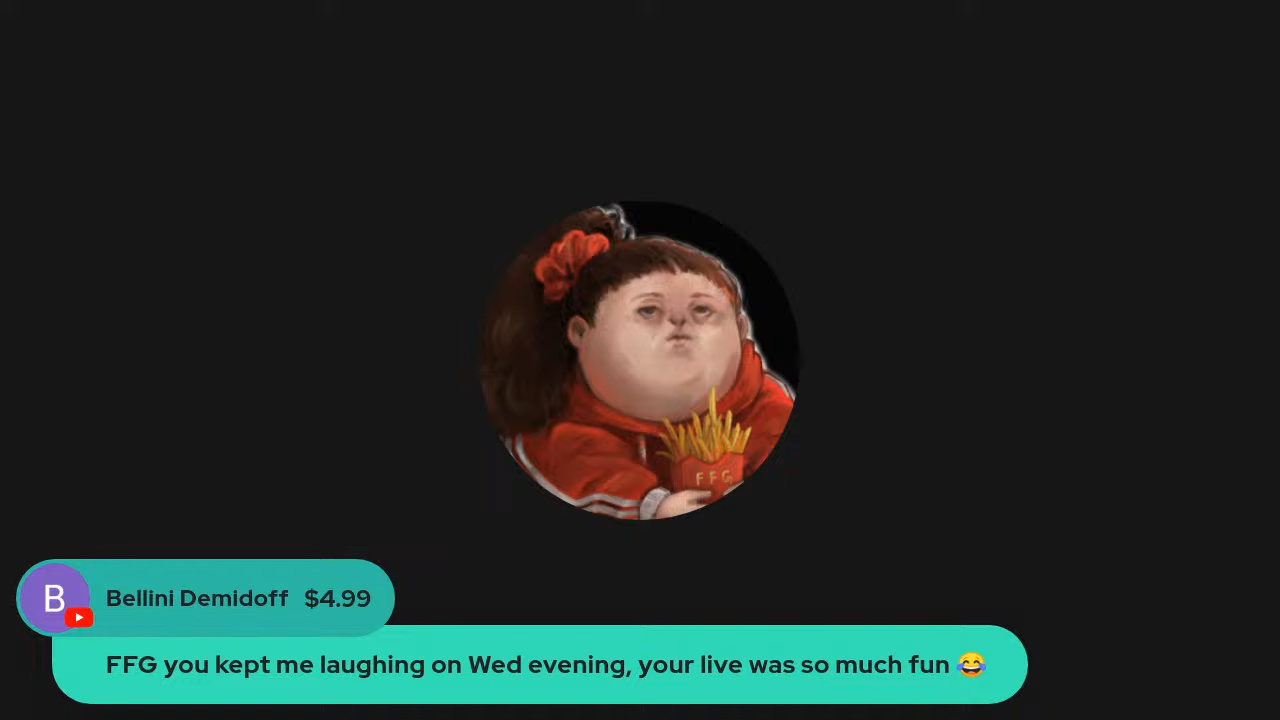 FFG
B
Bellini Demidoff $4.99
FFG you kept me laughing on Wed evening, your live was so much fun 😂